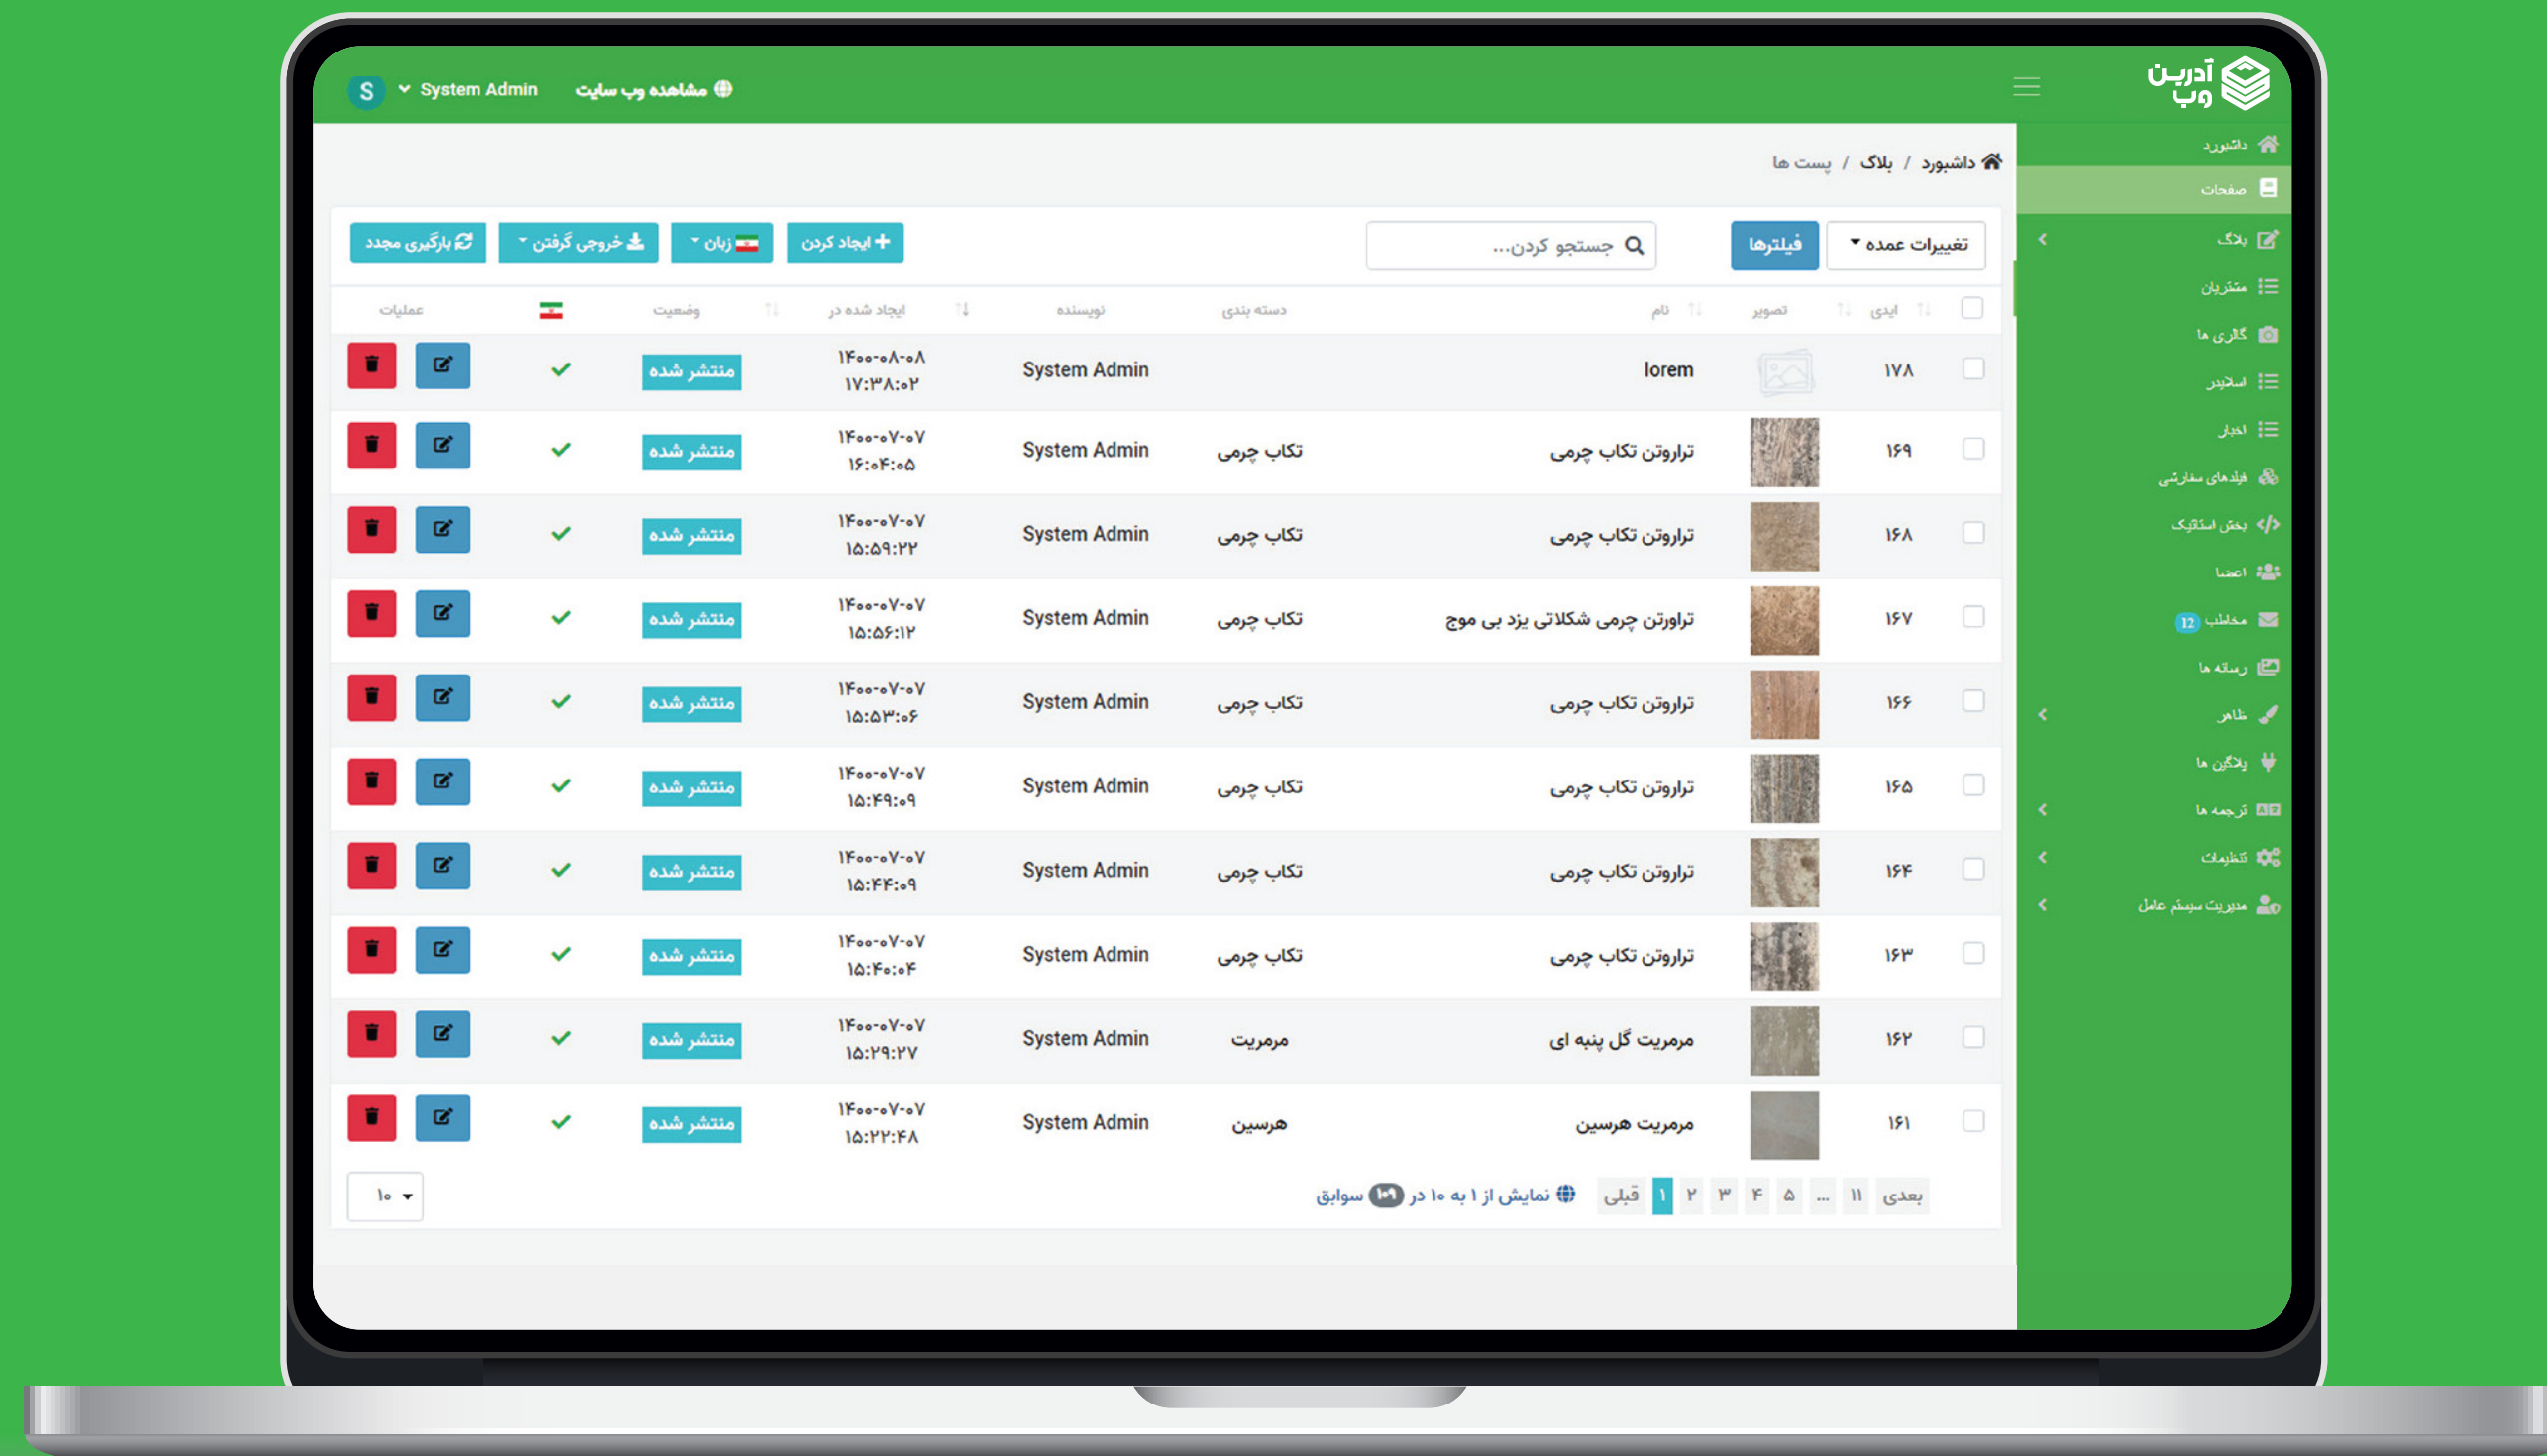 آدرین
وب
مشاهده وب سایت
System Admin
S
داشبورد
صفحات
بلاگ
مشتریان
گالری ها
اسلایدر
اخبار
فیلدهای سفارشی
بخش استاتیک
اعضا
مخاطب 12
رسانه ها
ظاهر
پلاگین ها
ترجمه ها
تنظیمات
مدیریت سیستم عامل
داشبورد / بلاگ / پست ها
تغییرات عمده فیلترها جستجو کردن... ایجاد کردن زبان خروجی گرفتن بارگیری مجدد
ایدی تصویر نام دسته بندی نویسنده ایجاد شده در وضعیت عملیات
۱۷۸ lorem System Admin ۱۴۰۰-۰۸-۰۸ منتشر شده
۱۷:۳۸:۰۲
۱۶۹ تراروتن تکاب چرمی تکاب چرمی System Admin ۱۴۰۰-۰۷-۰۷ منتشر شده
۱۶:۰۴:۰۵
۱۶۸ تراروتن تکاب چرمی تکاب چرمی System Admin ۱۴۰۰-۰۷-۰۷ منتشر شده
۱۵:۵۹:۲۲
۱۶۷ تراورتن چرمی شکلاتی یزد بی موج تکاب چرمی System Admin ۱۴۰۰-۰۷-۰۷ منتشر شده
۱۵:۵۶:۱۲
۱۶۶ تراروتن تکاب چرمی تکاب چرمی System Admin ۱۴۰۰-۰۷-۰۷ منتشر شده
۱۵:۵۳:۰۶
۱۶۵ تراروتن تکاب چرمی تکاب چرمی System Admin ۱۴۰۰-۰۷-۰۷ منتشر شده
۱۵:۴۹:۰۹
۱۶۴ تراروتن تکاب چرمی تکاب چرمی System Admin ۱۴۰۰-۰۷-۰۷ منتشر شده
۱۵:۴۴:۰۹
۱۶۳ تراروتن تکاب چرمی تکاب چرمی System Admin ۱۴۰۰-۰۷-۰۷ منتشر شده
۱۵:۴۰:۰۴
۱۶۲ مرمریت گل پنبه ای مرمریت System Admin ۱۴۰۰-۰۷-۰۷ منتشر شده
۱۵:۲۹:۲۷
۱۶۱ مرمریت هرسین هرسین System Admin ۱۴۰۰-۰۷-۰۷ منتشر شده
۱۵:۲۲:۴۸
بعدی ۱۱ ... ۵ ۴ ۳ ۲ ۱ قبلی نمایش از ۱ به ۱۰ در ۱۰۹ سوابق ۱۰